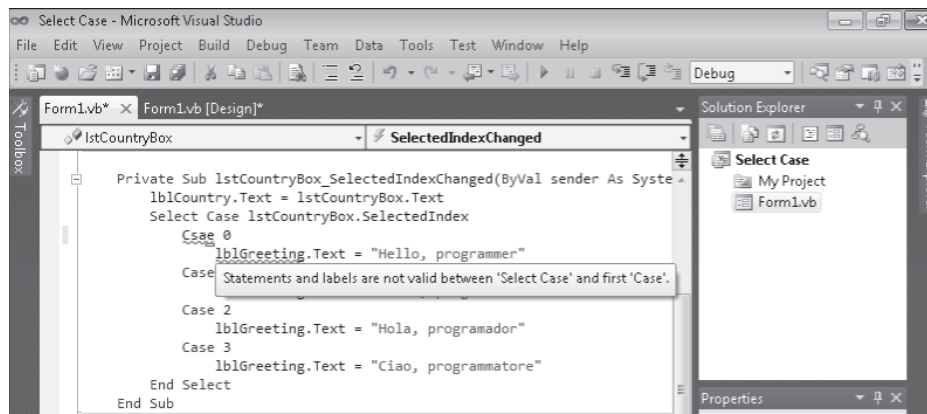 Select Case - Microsoft Visual Studio
File Edit View Project Build Debug Team Data Tools Test Window Help
Debug
Form1.vb* Form1.vb [Design]*
Solution Explorer
Toolbox
lstCountryBox
SelectedIndexChanged
Select Case
My Project
Form1.vb
Private Sub lstCountryBox_SelectedIndexChanged(ByVal sender As Syste
lblCountry.Text = lstCountryBox.Text
Select Case lstCountryBox.SelectedIndex
Csae 0
lblGreeting.Text = "Hello, programmer"
Case
Statements and labels are not valid between 'Select Case' and first 'Case'.
Case 2
lblGreeting.Text = "Hola, programador"
Case 3
lblGreeting.Text = "Ciao, programmatore"
End Select
End Sub
Properties